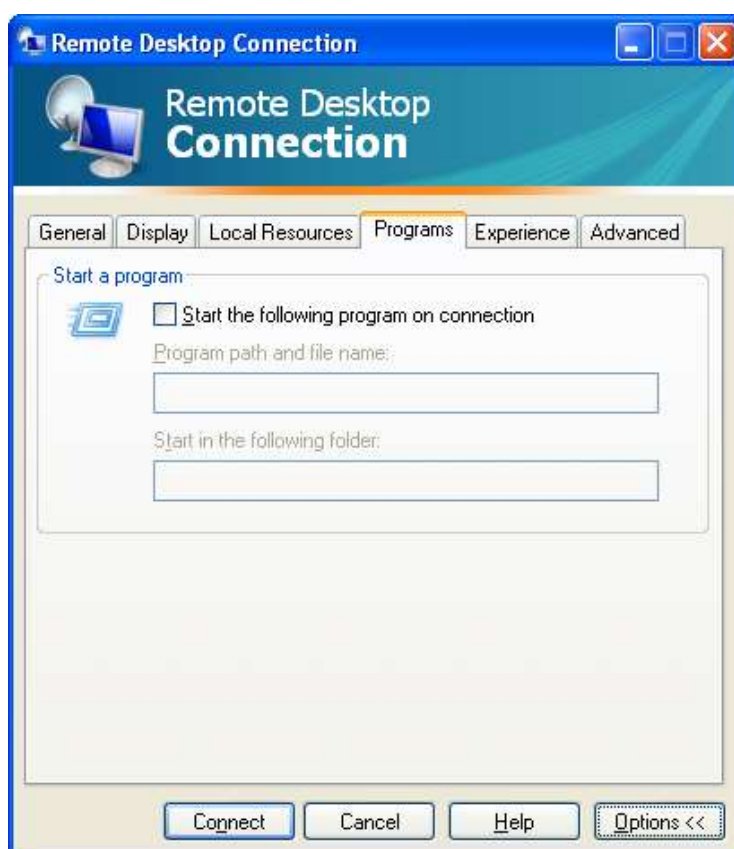 Remote Desktop Connection
Remote Desktop
Connection
General Display Local Resources Programs Experience Advanced
Start a program
Start the following program on connection
Program path and file name:
Start in the following folder:
Connect Cancel Help Options <<